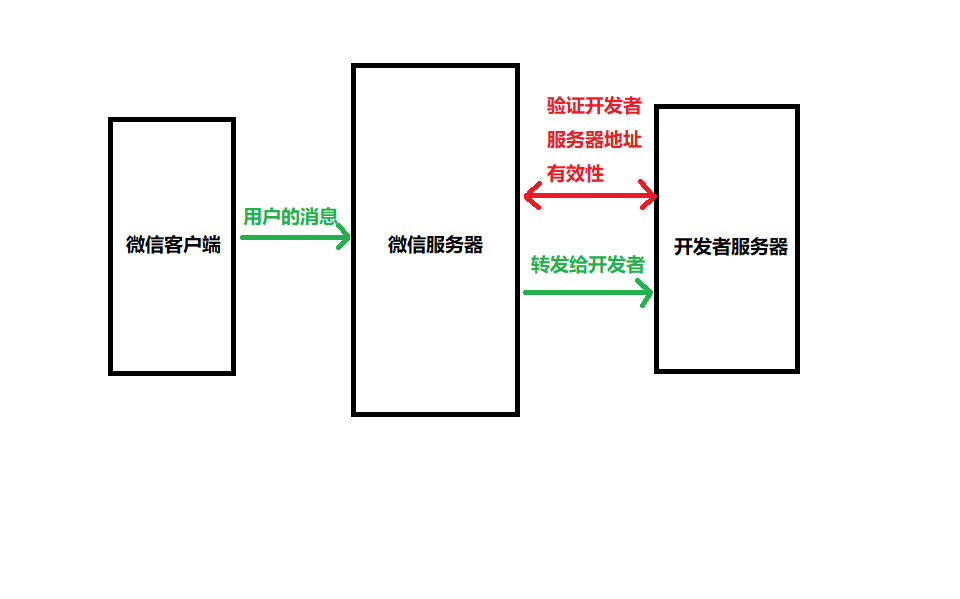 验证开发者
服务器地址
有效性
用户的消息
微信客户端
微信服务器
开发者服务器
转发给开发者